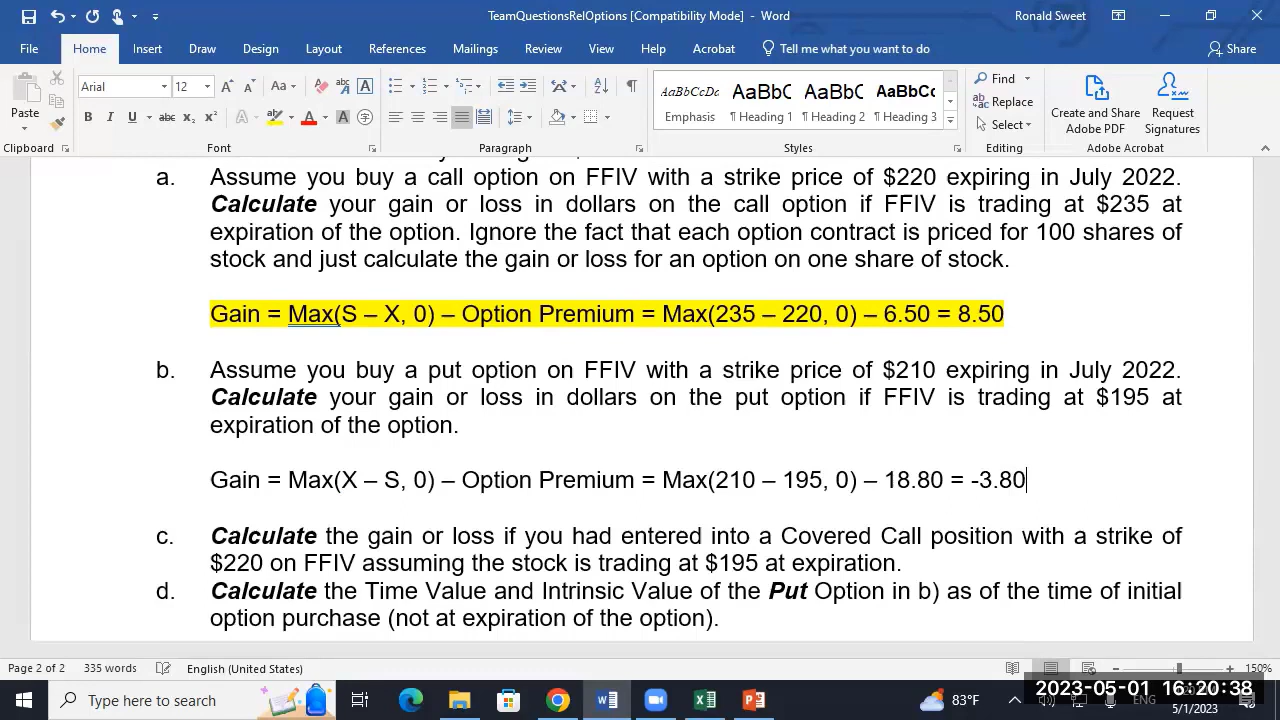 TeamQuestionsRelOptions [Compatibility Mode] - Word
Ronald Sweet
File Home Insert Draw Design Layout References Mailings Review View Help Acrobat Tell me what you want to do Share
Paste
Arial 12 Aa
B I U abc x₂ x² A A A
AaBbCcDc AaBbC AaBbC AaBbCc
Emphasis ¶ Heading 1 ¶ Heading 2 ¶ Heading 3
Find
Replace
Select
Create and Share Adobe PDF
Request Signatures
Clipboard Font Paragraph Styles Editing Adobe Acrobat
a. Assume you buy a call option on FFIV with a strike price of $220 expiring in July 2022.
Calculate your gain or loss in dollars on the call option if FFIV is trading at $235 at
expiration of the option. Ignore the fact that each option contract is priced for 100 shares of
stock and just calculate the gain or loss for an option on one share of stock.
Gain = Max(S – X, 0) – Option Premium = Max(235 – 220, 0) – 6.50 = 8.50
b. Assume you buy a put option on FFIV with a strike price of $210 expiring in July 2022.
Calculate your gain or loss in dollars on the put option if FFIV is trading at $195 at
expiration of the option.
Gain = Max(X – S, 0) – Option Premium = Max(210 – 195, 0) – 18.80 = -3.80
c. Calculate the gain or loss if you had entered into a Covered Call position with a strike of
$220 on FFIV assuming the stock is trading at $195 at expiration.
d. Calculate the Time Value and Intrinsic Value of the Put Option in b) as of the time of initial
option purchase (not at expiration of the option).
Page 2 of 2 335 words English (United States) 150%
Type here to search
83°F
ENG
2023-05-01 16:20:38
5/1/2023